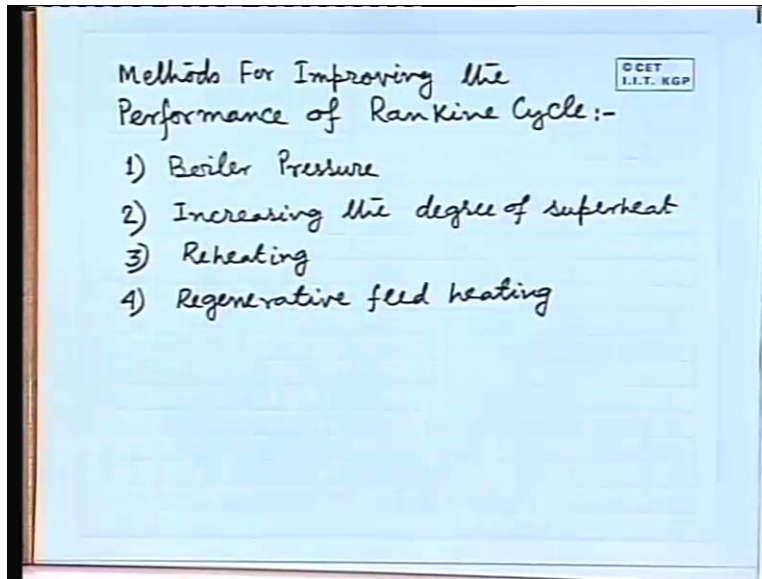 Methods For Improving the
©CET
I.I.T. KGP
Performance of Rankine Cycle:-
1) Boiler Pressure
2) Increasing the degree of superheat
3) Reheating
4) Regenerative feed heating